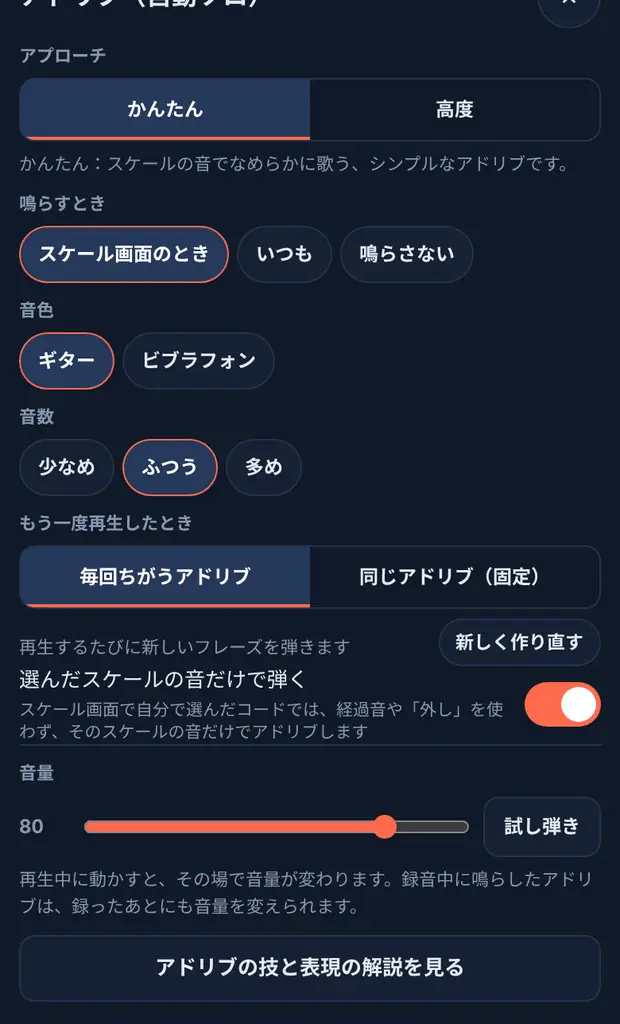 アドリブ（自動ソロ）
アプローチ
かんたん
高度
かんたん：スケールの音でなめらかに歌う、シンプルなアドリブです。
鳴らすとき
スケール画面のとき
いつも
鳴らさない
音色
ギター
ビブラフォン
音数
少なめ
ふつう
多め
もう一度再生したとき
毎回ちがうアドリブ
同じアドリブ（固定）
再生するたびに新しいフレーズを弾きます
新しく作り直す
選んだスケールの音だけで弾く
スケール画面で自分で選んだコードでは、経過音や「外し」を使
わず、そのスケールの音だけでアドリブします
音量
80
試し弾き
再生中に動かすと、その場で音量が変わります。録音中に鳴らしたアドリ
ブは、録ったあとにも音量を変えられます。
アドリブの技と表現の解説を見る